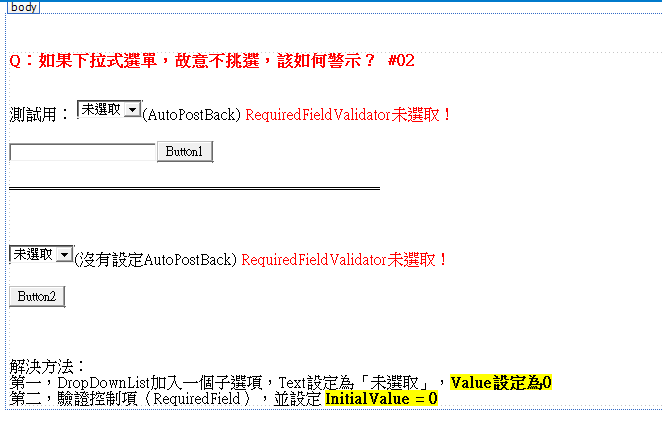 body
Q：如果下拉式選單，故意不挑選，該如何警示？ #02
測試用： 未選取 (AutoPostBack) RequiredFieldValidator未選取！
Button1
未選取 (沒有設定AutoPostBack) RequiredFieldValidator未選取！
Button2
解決方法：
第一，DropDownList加入一個子選項，Text設定為「未選取」，Value設定為0
第二，驗證控制項（RequiredField），並設定 InitialValue = 0